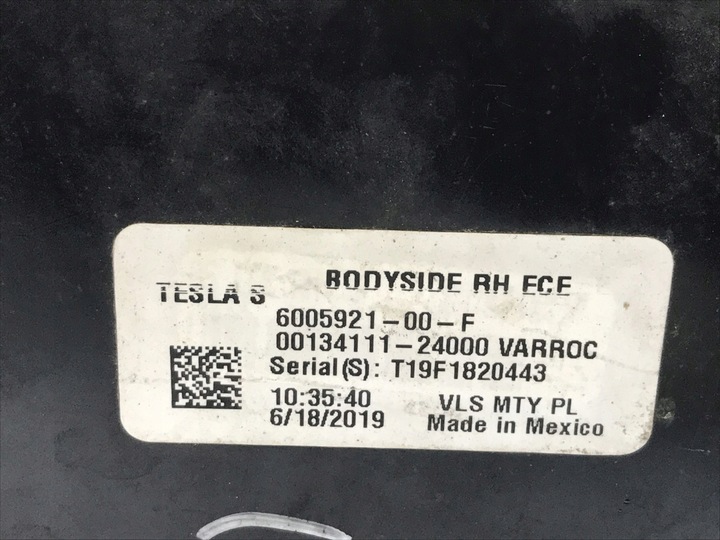 BODYSIDE RH ECE
TESLA S
6005921-00-F
00134111-24000 VARROC
Serial(S): T19F1820443
10:35:40
6/18/2019
VLS MTY PL
Made in Mexico